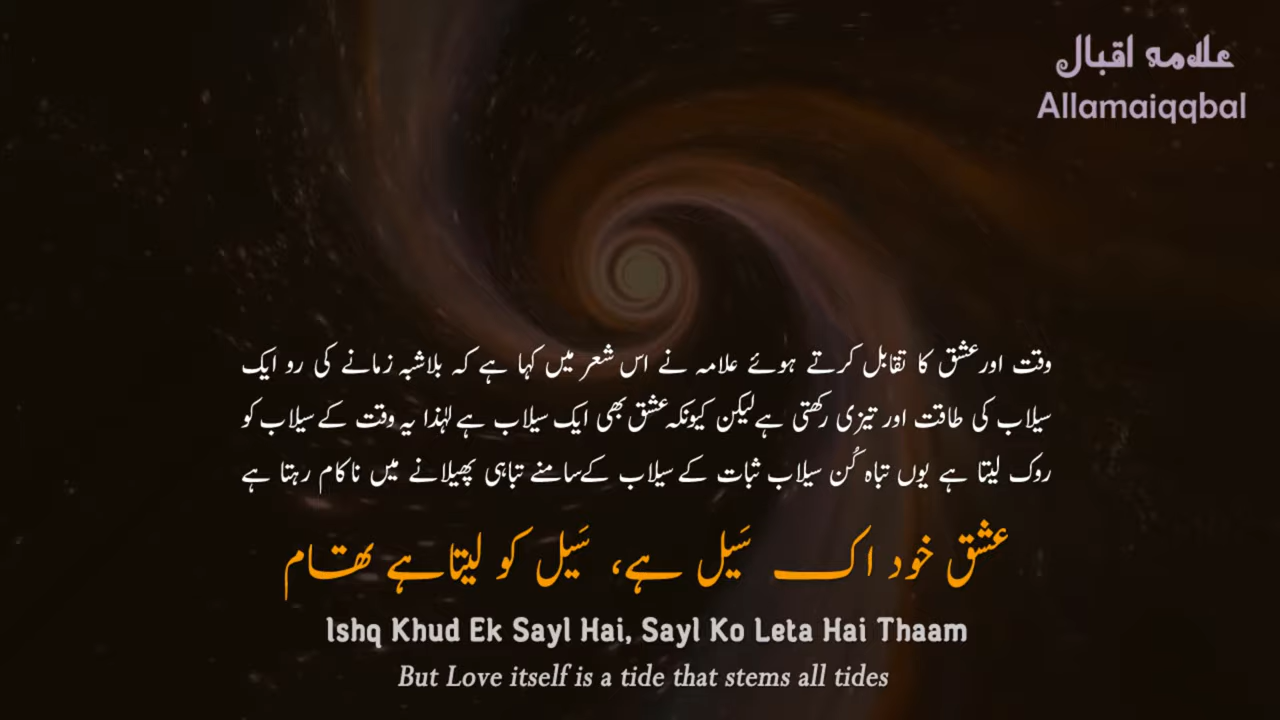 علامہ اقبال
Allamaiqqbal
وقت اور عشق کا تقابل کرتے ہوئے علامہ نے اس شعر میں کہا ہے کہ بلاشبہ زمانے کی رو ایک
سیلاب کی طاقت اور تیزی رکھتی ہے لیکن کیونکہ عشق بھی ایک سیلاب ہے لہٰذا یہ وقت کے سیلاب کو
روک لیتا ہے یوں تباہ کُن سیلاب ثبات کے سیلاب کے سامنے تباہی پھیلانے میں ناکام رہتا ہے
عشق خود اک سَیل ہے، سَیل کو لیتا ہے تھام
Ishq Khud Ek Sayl Hai, Sayl Ko Leta Hai Thaam
But Love itself is a tide that stems all tides